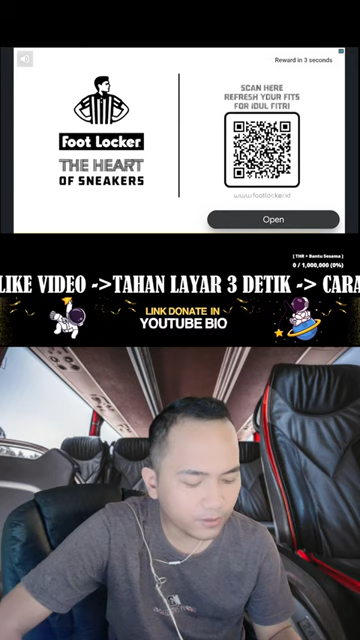 Reward in 3 seconds
SCAN HERE
REFRESH YOUR FITS
FOR IDUL FITRI
Foot Locker
THE HEART
OF SNEAKERS
www.footlocker.id
Open
[ THR + Bantu Sesama ]
0 / 1,000,000 (0%)
LIKE VIDEO ->TAHAN LAYAR 3 DETIK -> CARA
LINK DONATE IN
YOUTUBE BIO